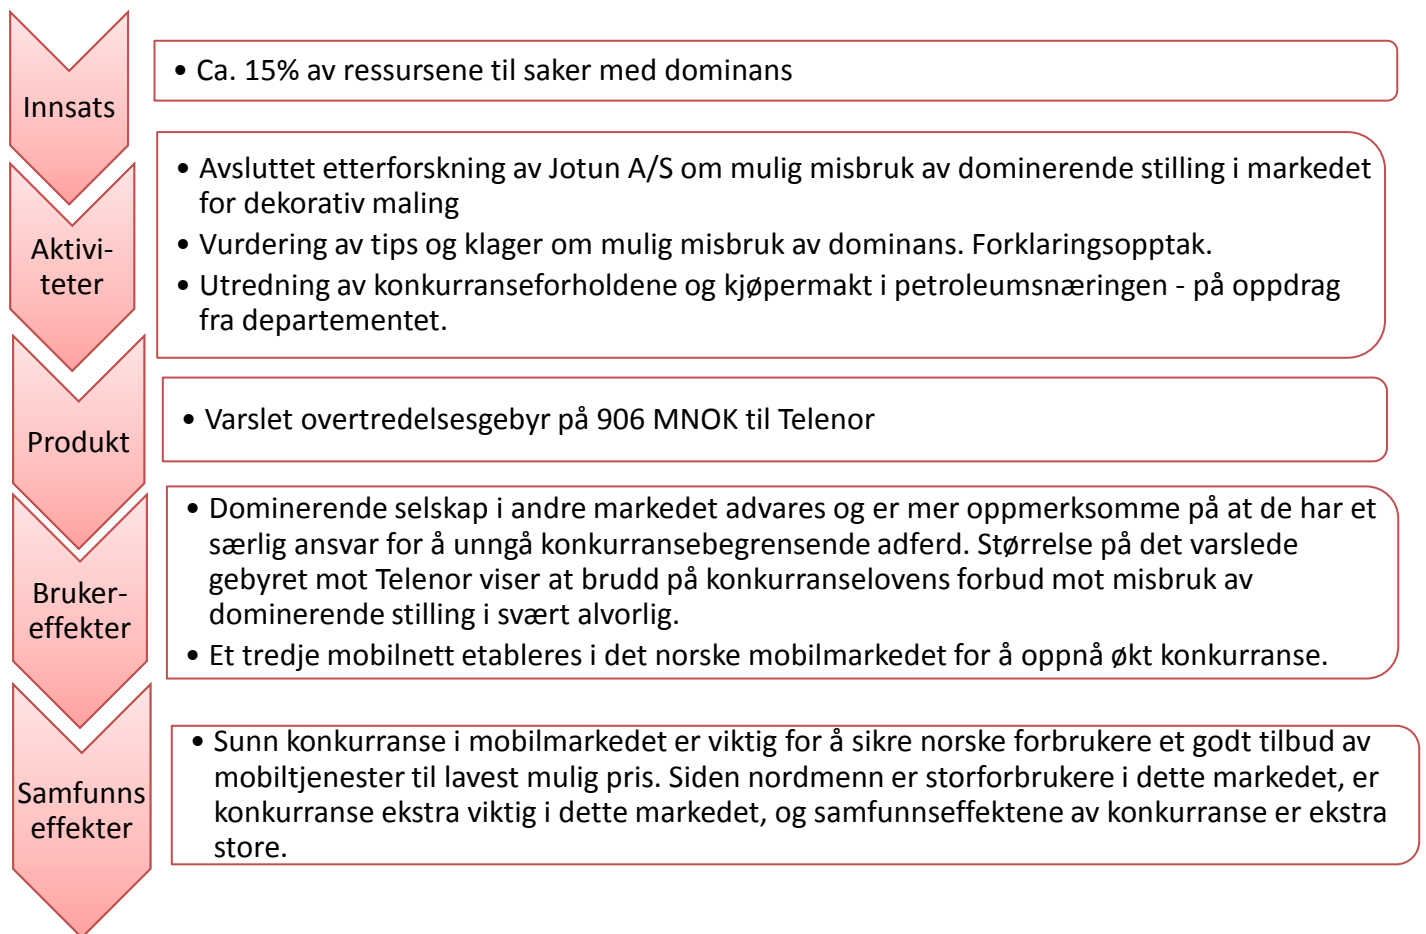 Innsats
• Ca. 15% av ressursene til saker med dominans
Aktivi-
teter
• Avsluttet etterforskning av Jotun A/S om mulig misbruk av dominerende stilling i markedet
for dekorativ maling
• Vurdering av tips og klager om mulig misbruk av dominans. Forklaringsopptak.
• Utredning av konkurranseforholdene og kjøpermakt i petroleumsnæringen - på oppdrag
fra departementet.
Produkt
• Varslet overtredelsesgebyr på 906 MNOK til Telenor
Bruker-
effekter
• Dominerende selskap i andre markedet advares og er mer oppmerksomme på at de har et
særlig ansvar for å unngå konkurransebegrensende adferd. Størrelse på det varslede
gebyret mot Telenor viser at brudd på konkurranselovens forbud mot misbruk av
dominerende stilling i svært alvorlig.
• Et tredje mobilnett etableres i det norske mobilmarkedet for å oppnå økt konkurranse.
Samfunns
effekter
• Sunn konkurranse i mobilmarkedet er viktig for å sikre norske forbrukere et godt tilbud av
mobiltjenester til lavest mulig pris. Siden nordmenn er storforbrukere i dette markedet, er
konkurranse ekstra viktig i dette markedet, og samfunnseffektene av konkurranse er ekstra
store.